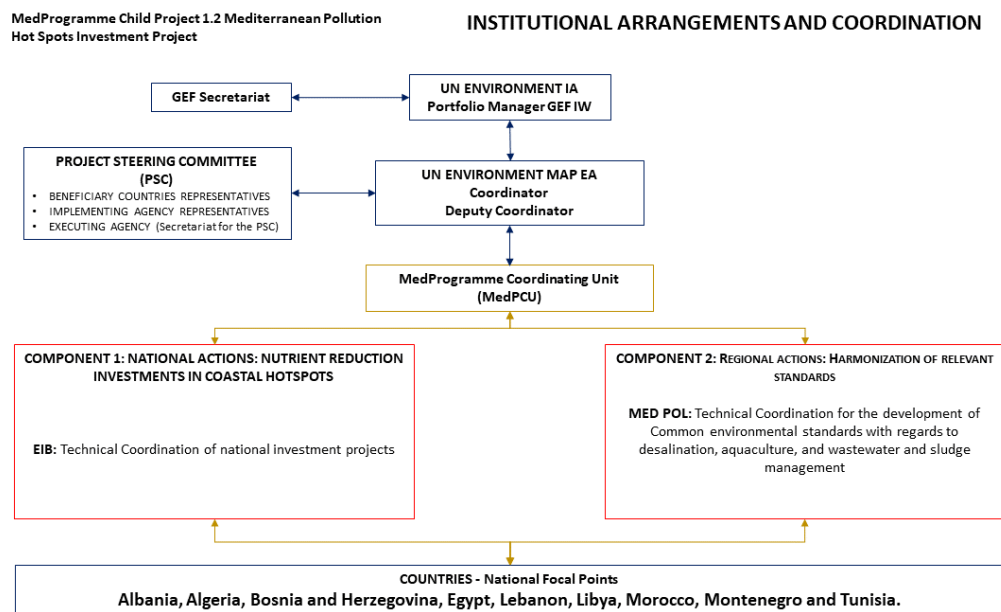 MedProgramme Child Project 1.2 Mediterranean Pollution
Hot Spots Investment Project
INSTITUTIONAL ARRANGEMENTS AND COORDINATION
GEF Secretariat
UN ENVIRONMENT IA
Portfolio Manager GEF IW
PROJECT STEERING COMMITTEE
(PSC)
• BENEFICIARY COUNTRIES REPRESENTATIVES
• IMPLEMENTING AGENCY REPRESENTATIVES
• EXECUTING AGENCY (Secretariat for the PSC)
UN ENVIRONMENT MAP EA
Coordinator
Deputy Coordinator
MedProgramme Coordinating Unit
(MedPCU)
COMPONENT 1: NATIONAL ACTIONS: NUTRIENT REDUCTION
INVESTMENTS IN COASTAL HOTSPOTS
EIB: Technical Coordination of national investment projects
COMPONENT 2: REGIONAL ACTIONS: HARMONIZATION OF RELEVANT
STANDARDS
MED POL: Technical Coordination for the development of
Common environmental standards with regards to
desalination, aquaculture, and wastewater and sludge
management
COUNTRIES - National Focal Points
Albania, Algeria, Bosnia and Herzegovina, Egypt, Lebanon, Libya, Morocco, Montenegro and Tunisia.